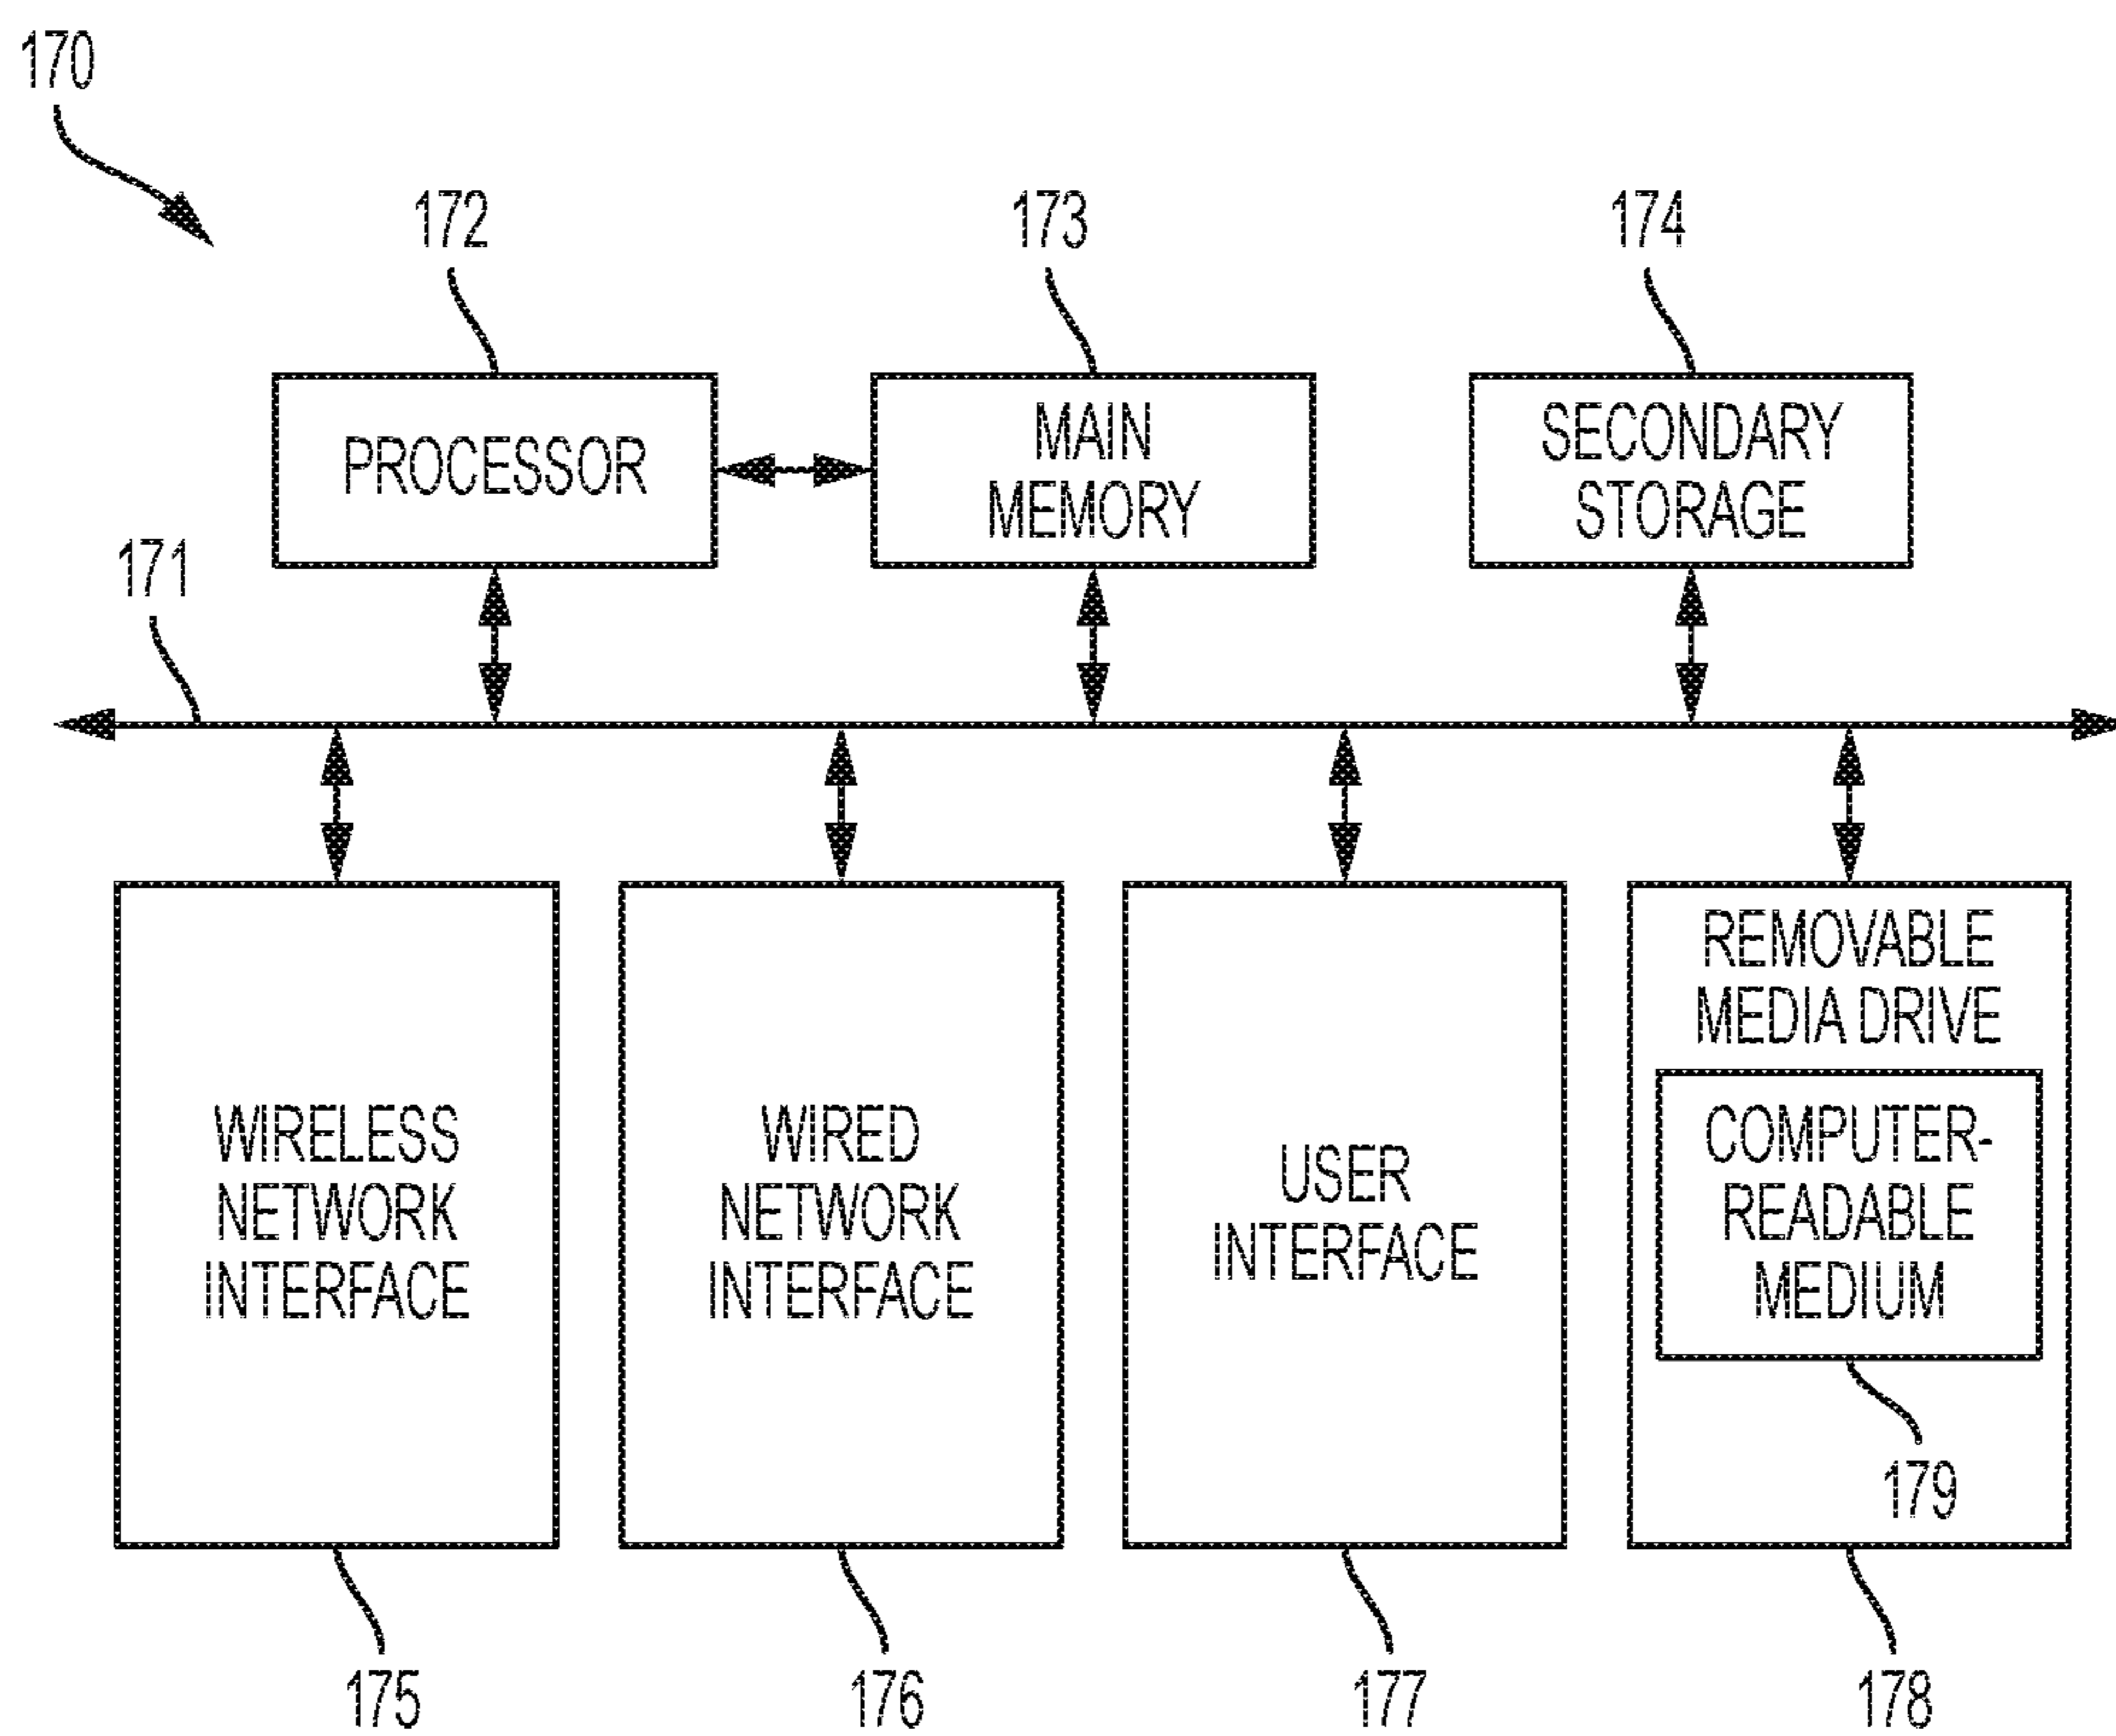 170
172
173
174
PROCESSOR
MAIN
MEMORY
SECONDARY
STORAGE
171
WIRELESS
NETWORK
INTERFACE
WIRED
NETWORK
INTERFACE
USER
INTERFACE
REMOVABLE
MEDIA DRIVE
COMPUTER-
READABLE
MEDIUM
179
175
176
177
178